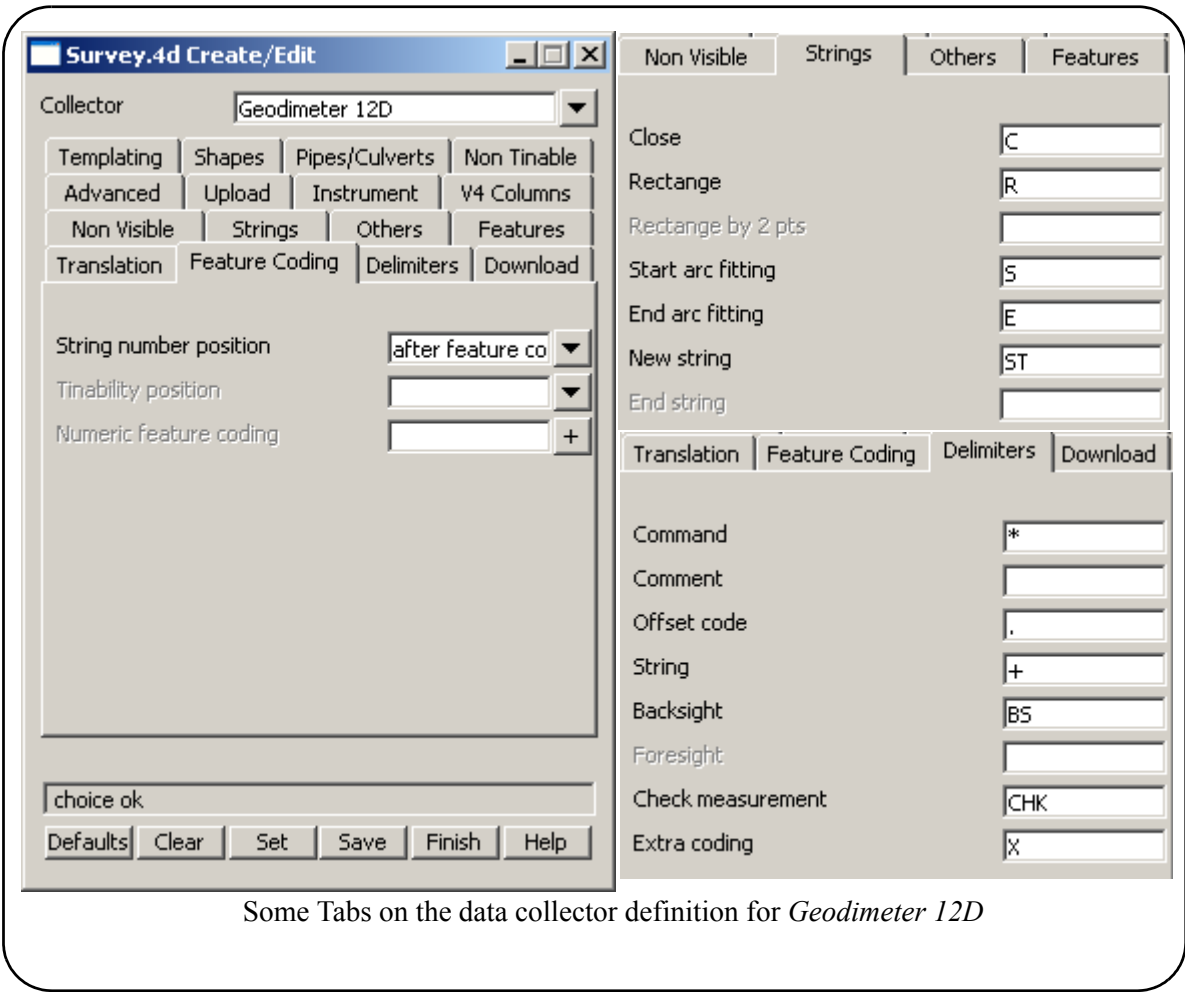 Survey.4d Create/Edit
Collector
Geodimeter 12D
Templating Shapes Pipes/Culverts Non Tinable
Advanced Upload Instrument V4 Columns
Non Visible Strings Others Features
Translation Feature Coding Delimiters Download
String number position
after feature co
Tinability position
Numeric feature coding
+
choice ok
Defaults Clear Set Save Finish Help
Non Visible Strings Others Features
Close C
Rectange R
Rectange by 2 pts
Start arc fitting S
End arc fitting E
New string ST
End string
Translation Feature Coding Delimiters Download
Command *
Comment
Offset code .
String +
Backsight BS
Foresight
Check measurement CHK
Extra coding X
Some Tabs on the data collector definition for Geodimeter 12D